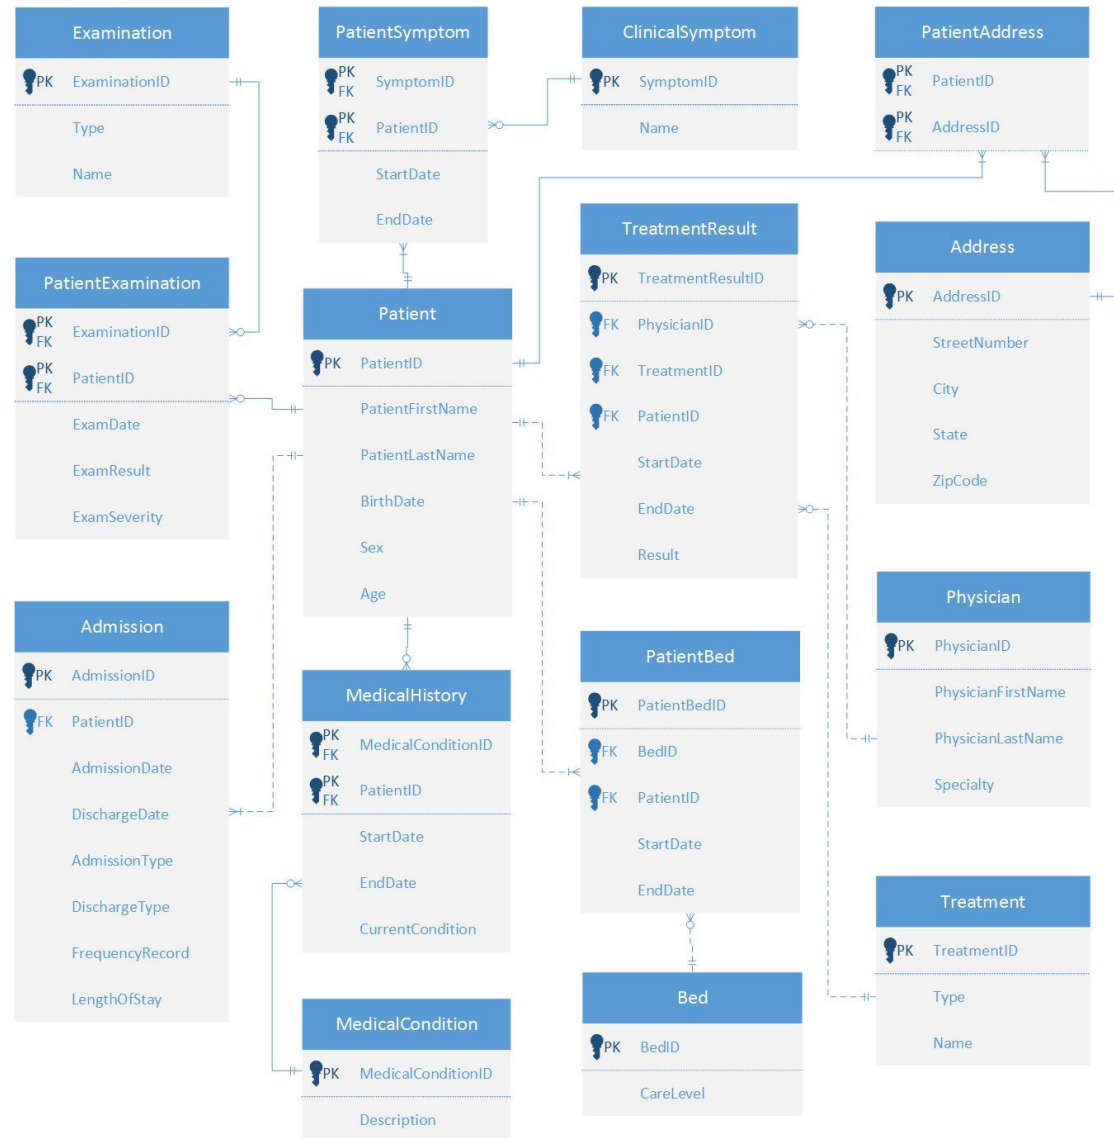 Examination
PK ExaminationID
Type
Name
PatientSymptom
PK
FK SymptomID
PK
FK PatientID
StartDate
EndDate
ClinicalSymptom
PK SymptomID
Name
PatientAddress
PK
FK PatientID
PK
FK AddressID
PatientExamination
PK
FK ExaminationID
PK
FK PatientID
ExamDate
ExamResult
ExamSeverity
Patient
PK PatientID
PatientFirstName
PatientLastName
BirthDate
Sex
Age
TreatmentResult
PK TreatmentResultID
FK PhysicianID
FK TreatmentID
FK PatientID
StartDate
EndDate
Result
Address
PK AddressID
StreetNumber
City
State
ZipCode
Admission
PK AdmissionID
FK PatientID
AdmissionDate
DischargeDate
AdmissionType
DischargeType
FrequencyRecord
LengthOfStay
MedicalHistory
PK
FK MedicalConditionID
PK
FK PatientID
StartDate
EndDate
CurrentCondition
PatientBed
PK PatientBedID
FK BedID
FK PatientID
StartDate
EndDate
Physician
PK PhysicianID
PhysicianFirstName
PhysicianLastName
Specialty
MedicalCondition
PK MedicalConditionID
Description
Bed
PK BedID
CareLevel
Treatment
PK TreatmentID
Type
Name